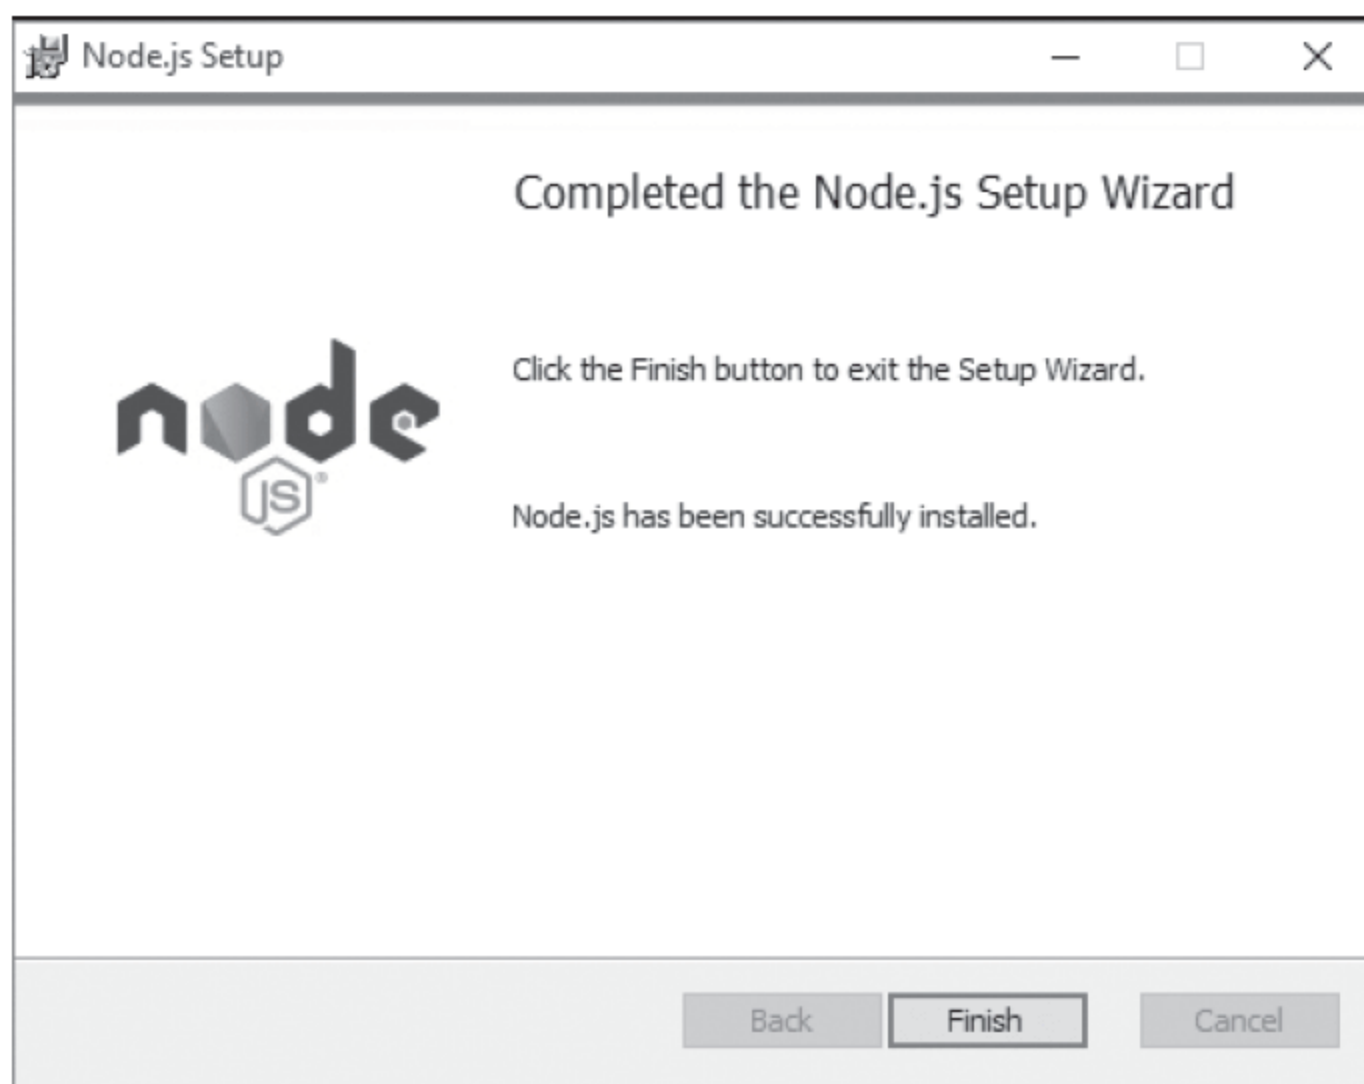 Node.js Setup
Completed the Node.js Setup Wizard
Click the Finish button to exit the Setup Wizard.
node
JS®
Node.js has been successfully installed.
Back
Finish
Cancel